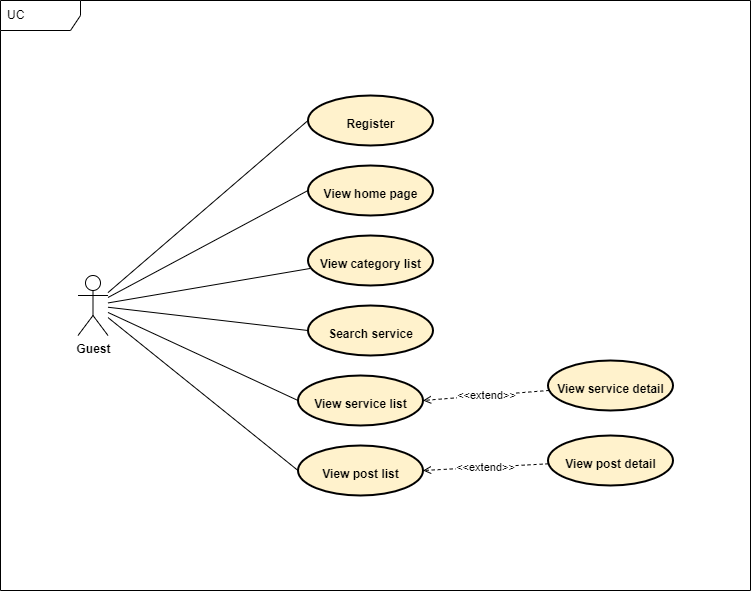 UC
Register
View home page
View category list
Search service
Guest
View service list
<<extend>>
View service detail
View post list
<<extend>>
View post detail